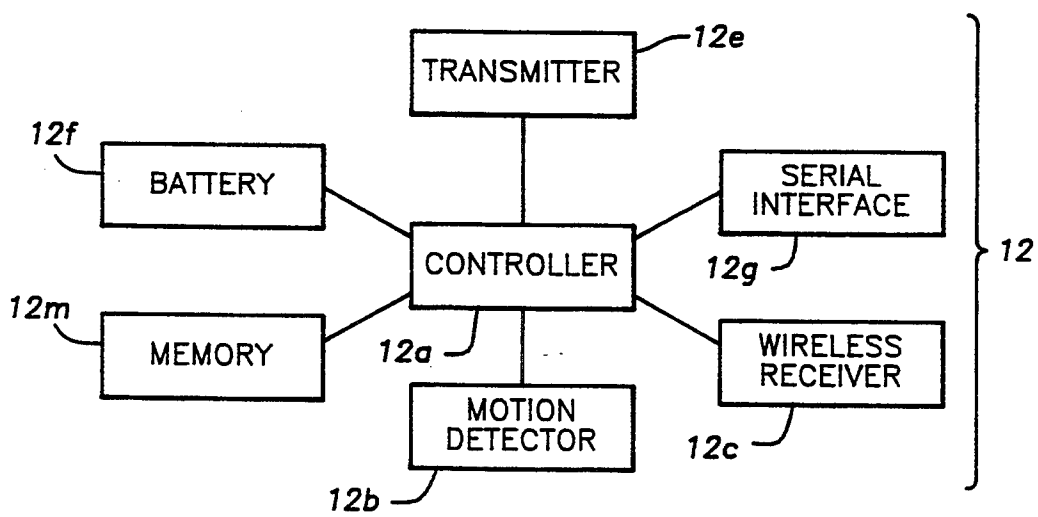 TRANSMITTER
12e
12f
BATTERY
SERIAL
INTERFACE
12g
12
CONTROLLER
12a
12m
MEMORY
WIRELESS
RECEIVER
12c
MOTION
DETECTOR
12b